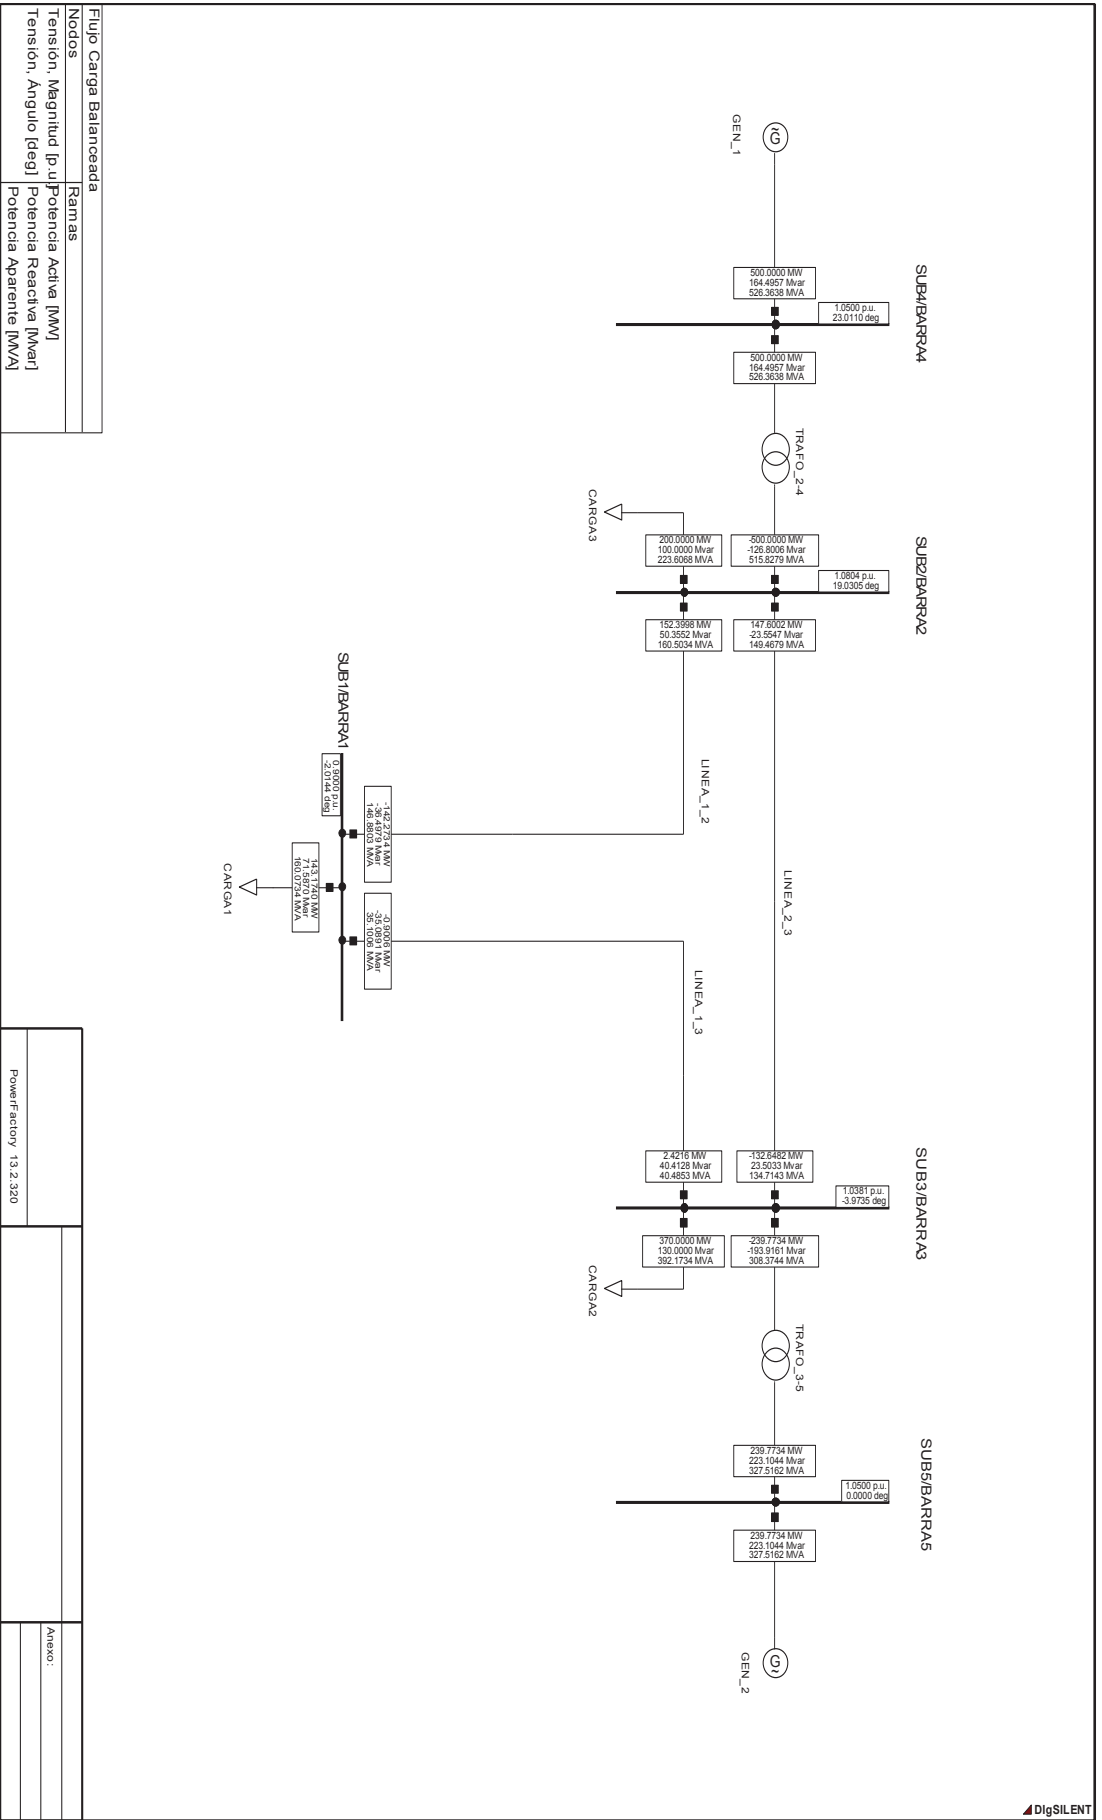 DIgSILENT
SUB4/BARRA4
SUB2/BARRA2
SUB3/BARRA3
SUB5/BARRA5
1.0500 p.u.
23.0110 deg
1.0804 p.u.
19.0305 deg
1.0381 p.u.
-3.9735 deg
1.0500 p.u.
0.0000 deg
G
~
GEN_1
500.0000 MW
164.4957 Mvar
526.3638 MVA
500.0000 MW
164.4957 Mvar
526.3638 MVA
TRAFO_2-4
-500.0000 MW
-126.8006 Mvar
515.8279 MVA
147.6002 MW
-23.5547 Mvar
149.4679 MVA
LINEA_2_3
-132.6482 MW
23.5033 Mvar
134.7143 MVA
-239.7734 MW
-193.9161 Mvar
308.3744 MVA
TRAFO_3-5
239.7734 MW
223.1044 Mvar
327.5162 MVA
239.7734 MW
223.1044 Mvar
327.5162 MVA
G
~
GEN_2
CARGA3
200.0000 MW
100.0000 Mvar
223.6068 MVA
152.3998 MW
50.3552 Mvar
160.5034 MVA
LINEA_1_2
LINEA_1_3
2.4216 MW
40.4128 Mvar
40.4853 MVA
370.0000 MW
130.0000 Mvar
392.1734 MVA
CARGA2
SUB1/BARRA1
0.9000 p.u.
-2.0144 deg
-142.2734 MW
-36.4979 Mvar
146.8803 MVA
-0.9006 MW
-35.0891 Mvar
35.1006 MVA
143.1740 MW
71.5870 Mvar
160.0734 MVA
CARGA1
Flujo Carga Balanceada
Nodos
Ramas
Tensión, Magnitud [p.u.]
Potencia Activa [MW]
Tensión, Ángulo [deg]
Potencia Reactiva [Mvar]
Potencia Aparente [MVA]
PowerFactory 13.2.320
Anexo: